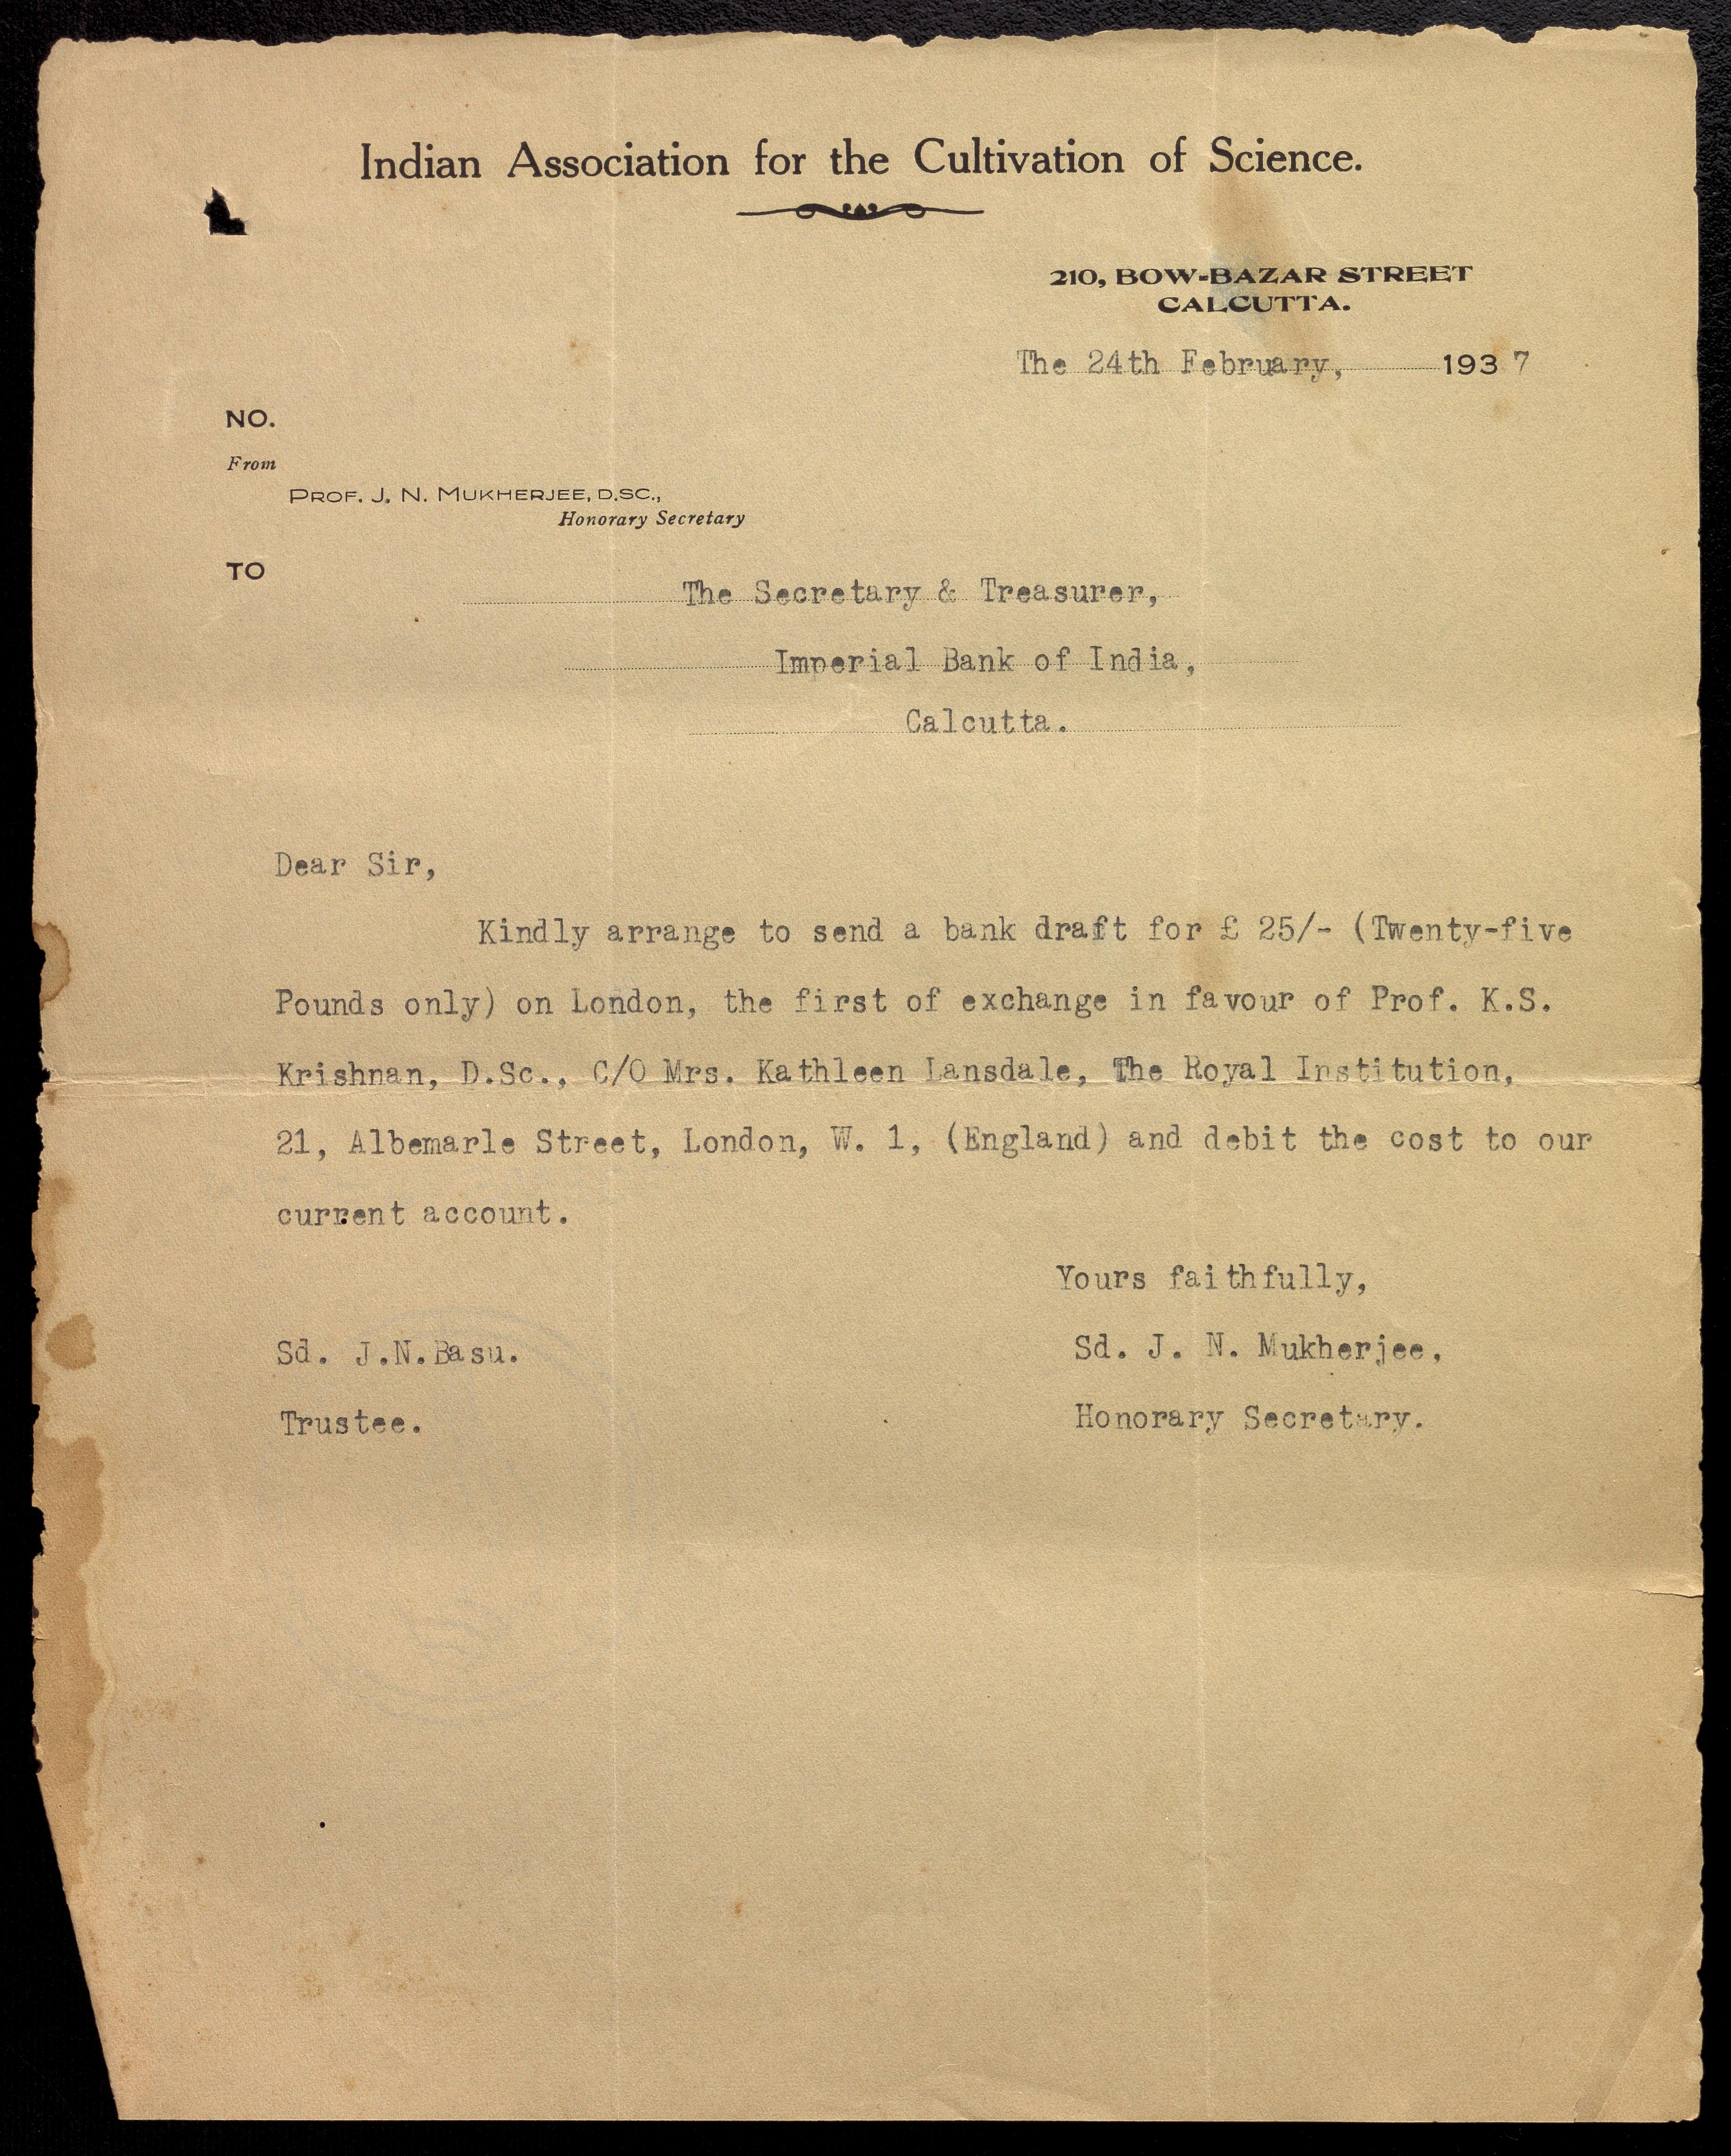 Indian Association for the Cultivation of Science.
210, BOW-BAZAR STREET
CALCUTTA.
The 24th February, 1937
NO.
From
PROF. J. N. MUKHERJEE, D.SC.,
Honorary Secretary
TO
The Secretary & Treasurer,
Imperial Bank of India,
Calcutta.
Dear Sir,
Kindly arrange to send a bank draft for £ 25/- (Twenty-five
Pounds only) on London, the first of exchange in favour of Prof. K.S.
Krishnan, D.Sc., C/O Mrs. Kathleen Lansdale, The Royal Institution,
21, Albemarle Street, London, W. 1, (England) and debit the cost to our
current account.
Yours faithfully,
Sd. J.N.Basu.
Sd. J. N. Mukherjee,
Trustee.
Honorary Secretary.